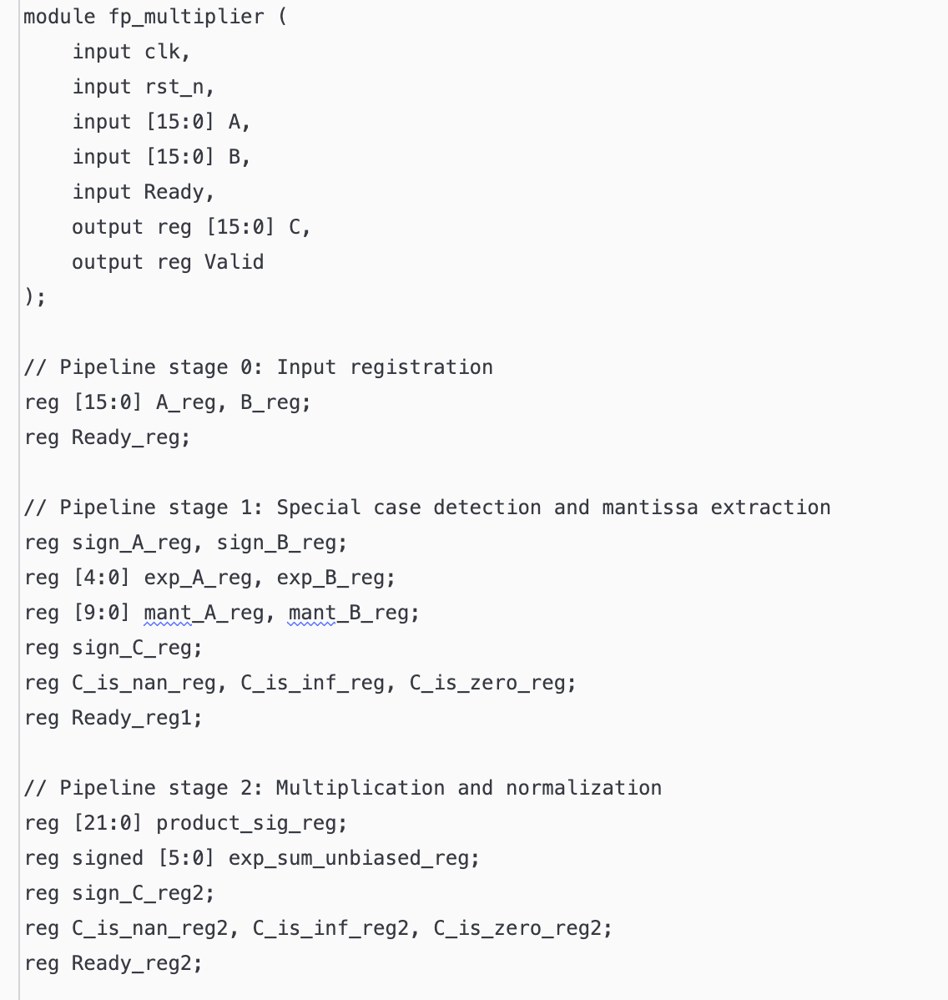 module fp_multiplier (
    input clk,
    input rst_n,
    input [15:0] A,
    input [15:0] B,
    input Ready,
    output reg [15:0] C,
    output reg Valid
);
// Pipeline stage 0: Input registration
reg [15:0] A_reg, B_reg;
reg Ready_reg;
// Pipeline stage 1: Special case detection and mantissa extraction
reg sign_A_reg, sign_B_reg;
reg [4:0] exp_A_reg, exp_B_reg;
reg [9:0] mant_A_reg, mant_B_reg;
reg sign_C_reg;
reg C_is_nan_reg, C_is_inf_reg, C_is_zero_reg;
reg Ready_reg1;
// Pipeline stage 2: Multiplication and normalization
reg [21:0] product_sig_reg;
reg signed [5:0] exp_sum_unbiased_reg;
reg sign_C_reg2;
reg C_is_nan_reg2, C_is_inf_reg2, C_is_zero_reg2;
reg Ready_reg2;